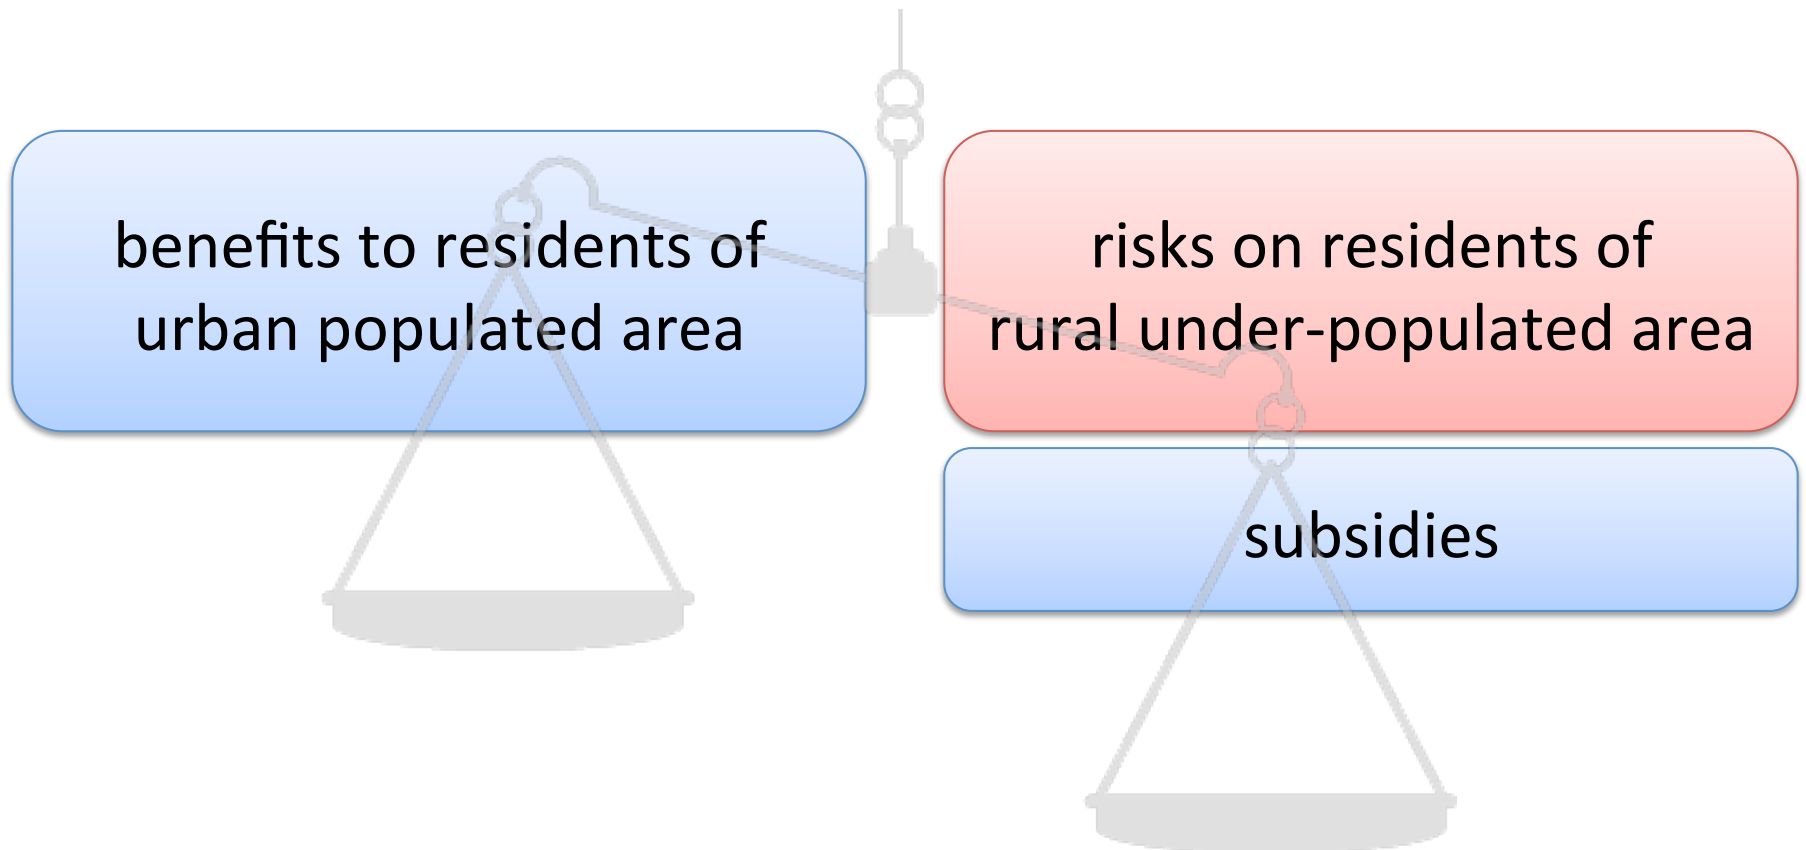 benefits to residents of
urban populated area
risks on residents of
rural under-populated area
subsidies